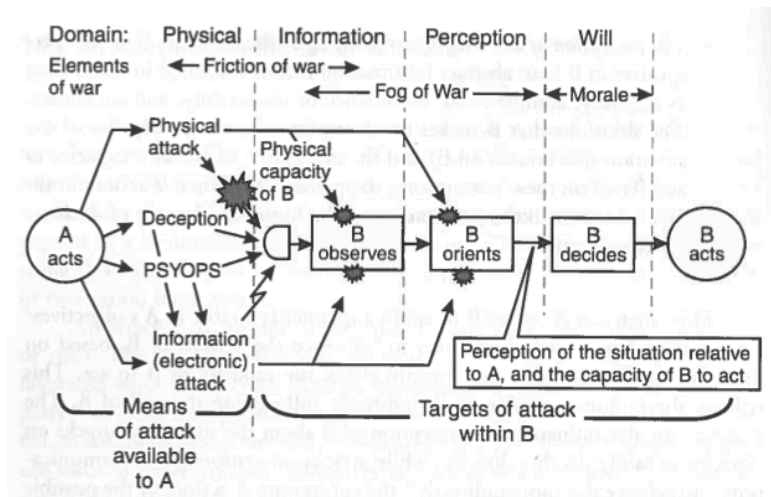 Domain: Physical Information Perception Will
Elements
of war
Friction of war
Fog of War
Morale
Physical
attack
Physical
capacity
of B
A
acts
Deception
PSYOPS
Information
(electronic)
attack
B
observes
B
orients
B
decides
B
acts
Perception of the situation relative
to A, and the capacity of B to act
Means
of attack
available
to A
Targets of attack
within B